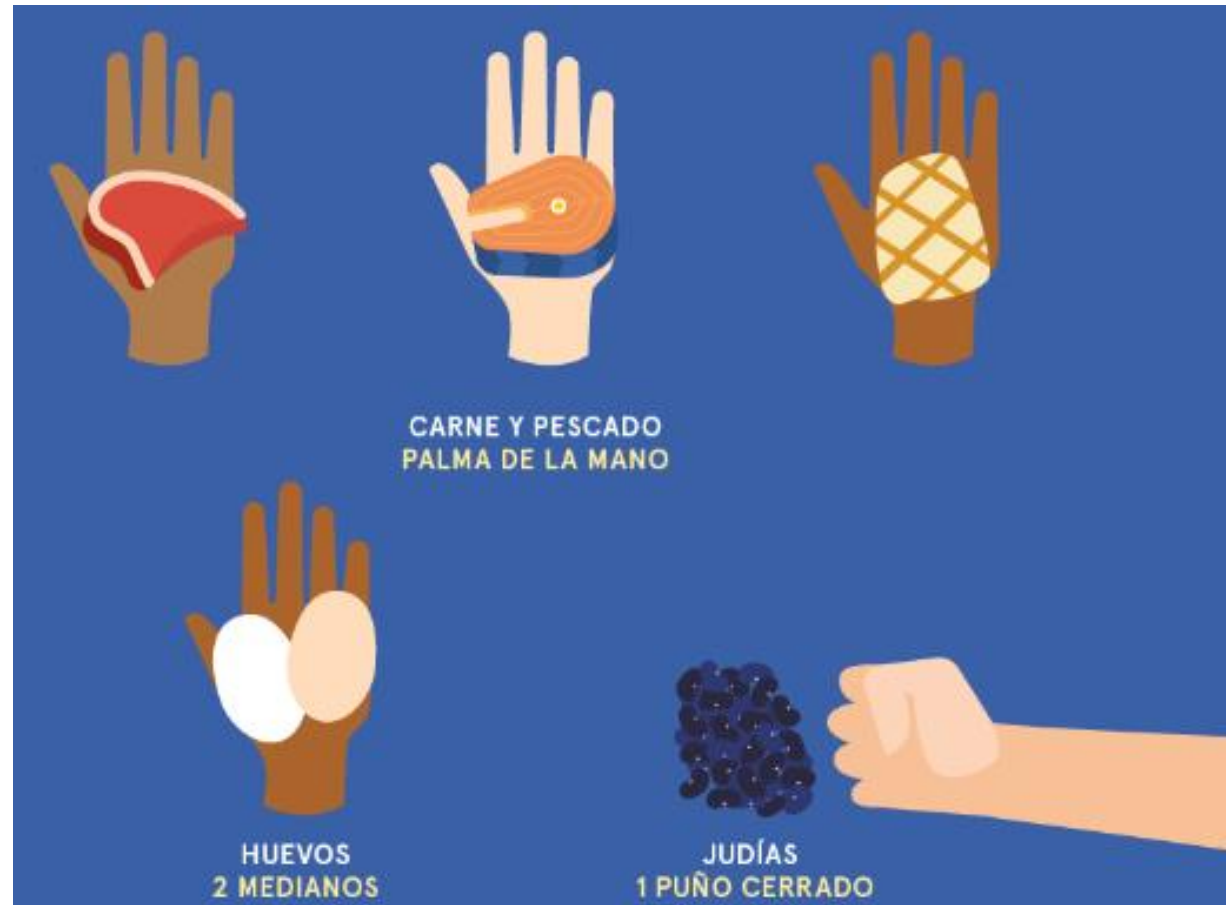 CARNE Y PESCADO
PALMA DE LA MANO
HUEVOS
2 MEDIANOS
JUDÍAS
1 PUÑO CERRADO